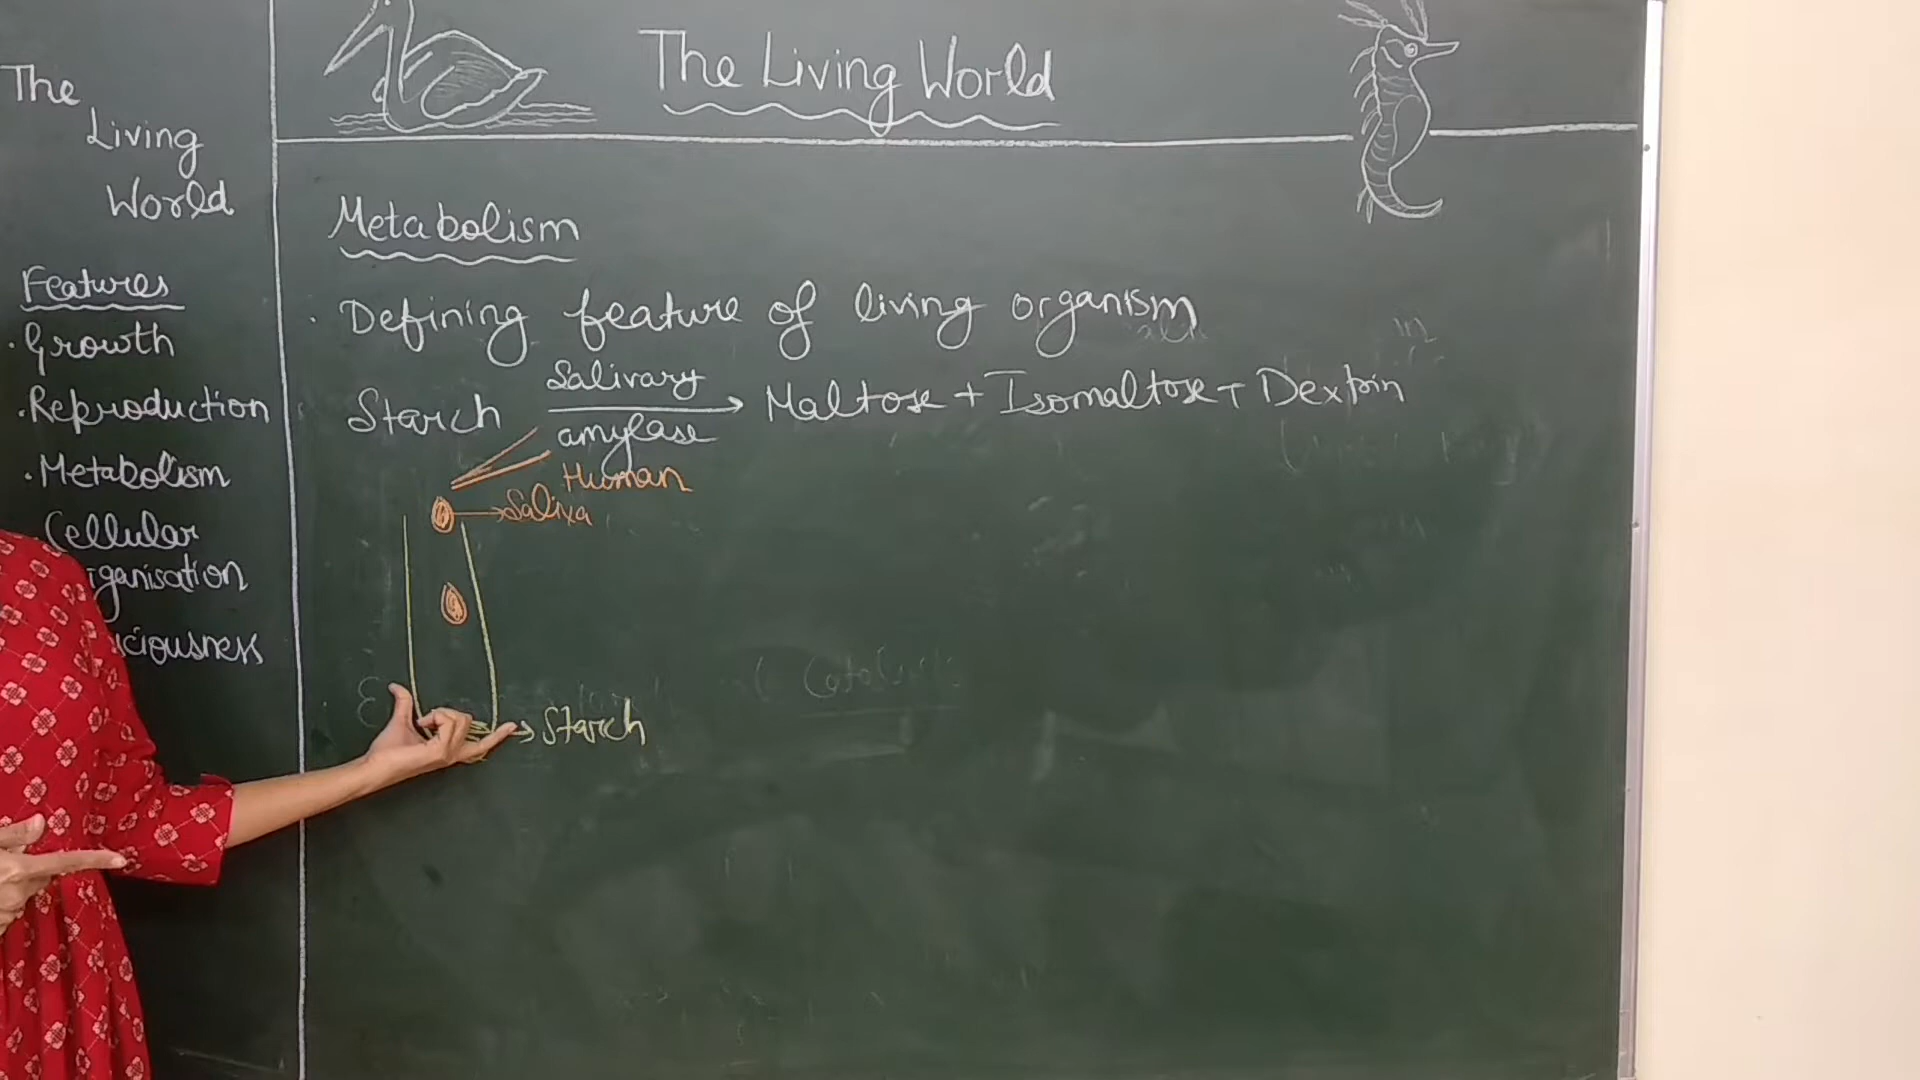 The
Living
World
Features
· Growth
· Reproduction
· Metabolism
Cellular
ganisation
ciousness
The Living World
Metabolism
· Defining feature of living organism
Starch Salivary amylase → Maltose + Isomaltose + Dextrin
Human
→ Saliva
→ Starch